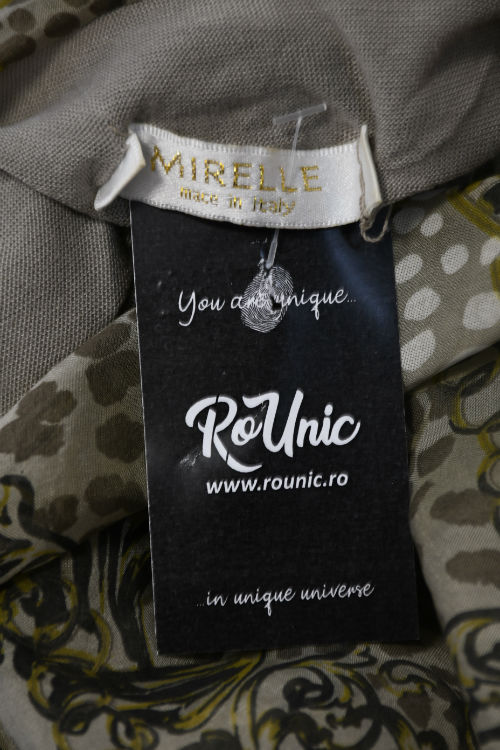 MIRELLE
made in italy
You are unique...
RoUnic
www.rounic.ro
...in unique universe